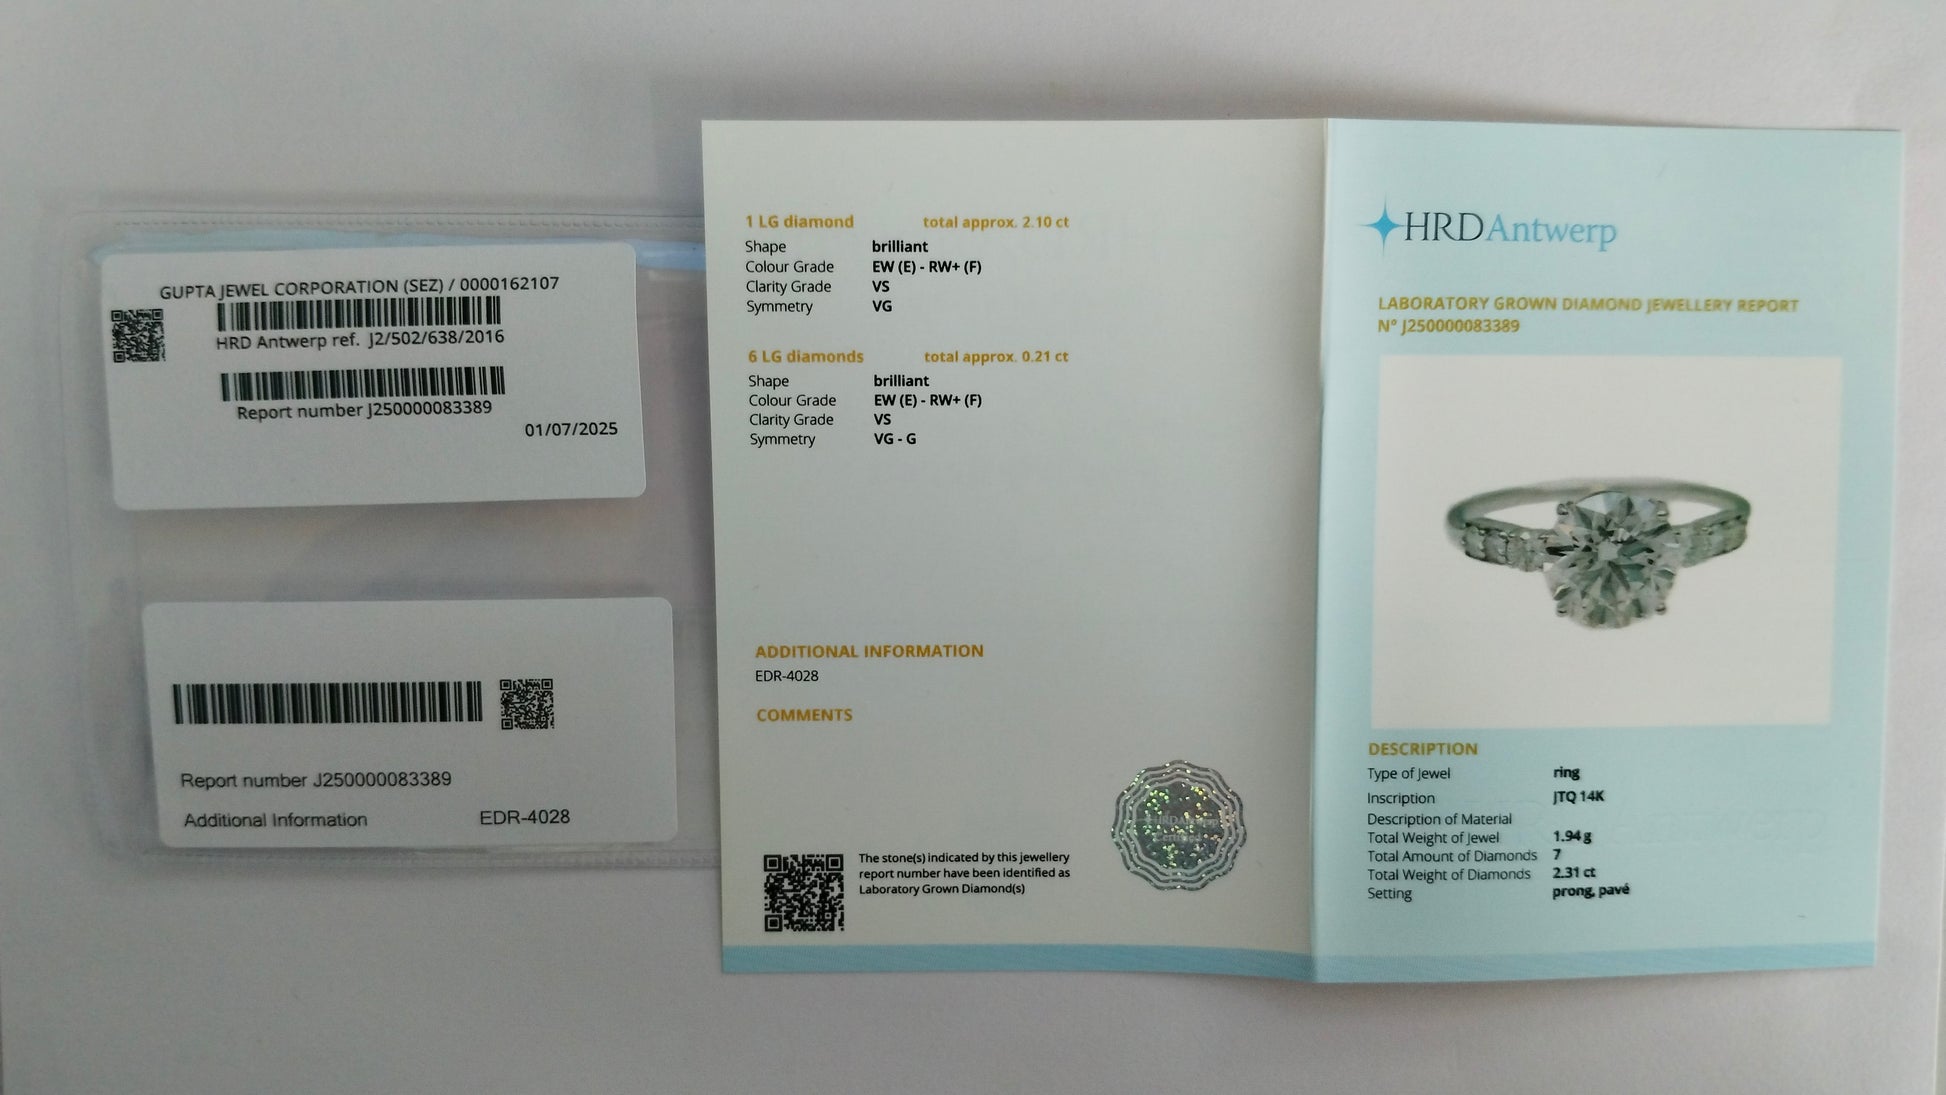 GUPTA JEWEL CORPORATION (SEZ) / 0000162107
HRD Antwerp ref. J2/502/638/2016
Report number J250000083389
01/07/2025
Report number J250000083389
Additional Information EDR-4028
1 LG diamond total approx. 2.10 ct
Shape brilliant
Colour Grade EW (E) - RW+ (F)
Clarity Grade VS
Symmetry VG
6 LG diamonds total approx. 0.21 ct
Shape brilliant
Colour Grade EW (E) - RW+ (F)
Clarity Grade VS
Symmetry VG - G
ADDITIONAL INFORMATION
EDR-4028
COMMENTS
The stone(s) indicated by this jewellery
report number have been identified as
Laboratory Grown Diamond(s)
HRD Antwerp
HRD Antwerp
LABORATORY GROWN DIAMOND JEWELLERY REPORT
N° J250000083389
DESCRIPTION
Type of Jewel ring
Inscription JTQ 14K
Description of Material
Total Weight of Jewel 1.94 g
Total Amount of Diamonds 7
Total Weight of Diamonds 2.31 ct
Setting prong, pavé